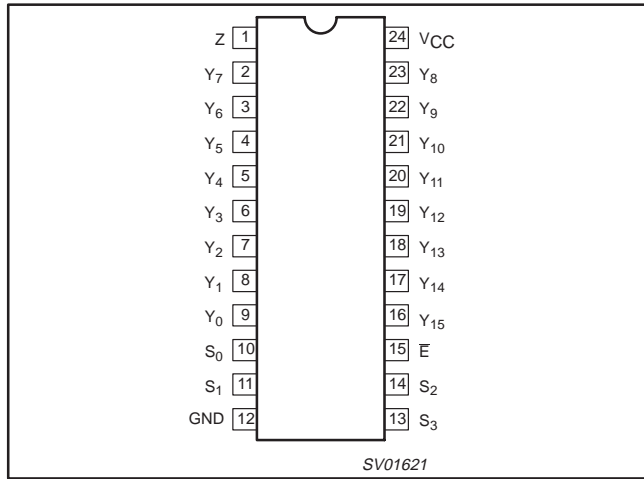 Z 1 24 VCC
Y7 2 23 Y8
Y6 3 22 Y9
Y5 4 21 Y10
Y4 5 20 Y11
Y3 6 19 Y12
Y2 7 18 Y13
Y1 8 17 Y14
Y0 9 16 Y15
S0 10 15 E̅
S1 11 14 S2
GND 12 13 S3
SV01621